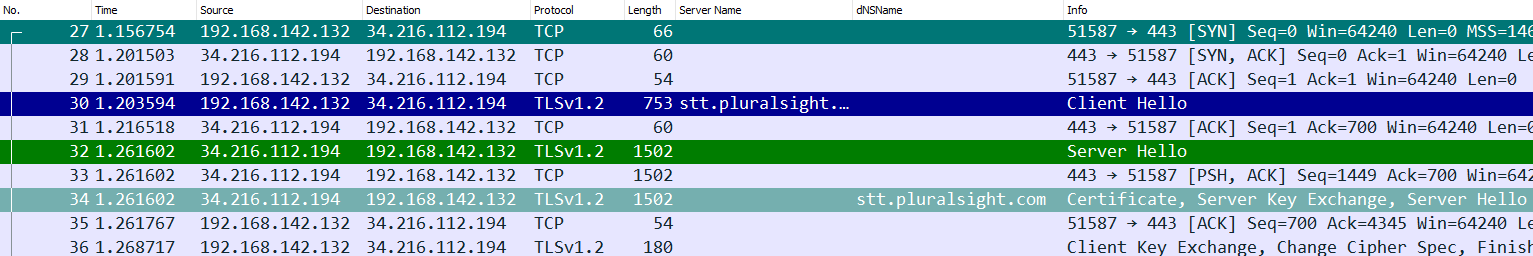 No. Time Source Destination Protocol Length Server Name dNSName Info
27 1.156754 192.168.142.132 34.216.112.194 TCP 66 51587 → 443 [SYN] Seq=0 Win=64240 Len=0 MSS=146
28 1.201503 34.216.112.194 192.168.142.132 TCP 60 443 → 51587 [SYN, ACK] Seq=0 Ack=1 Win=64240 Le
29 1.201591 192.168.142.132 34.216.112.194 TCP 54 51587 → 443 [ACK] Seq=1 Ack=1 Win=64240 Len=0
30 1.203594 192.168.142.132 34.216.112.194 TLSv1.2 753 stt.pluralsight.… Client Hello
31 1.216518 34.216.112.194 192.168.142.132 TCP 60 443 → 51587 [ACK] Seq=1 Ack=700 Win=64240 Len=0
32 1.261602 34.216.112.194 192.168.142.132 TLSv1.2 1502 Server Hello
33 1.261602 34.216.112.194 192.168.142.132 TCP 1502 443 → 51587 [PSH, ACK] Seq=1449 Ack=700 Win=642
34 1.261602 34.216.112.194 192.168.142.132 TLSv1.2 1502 stt.pluralsight.com Certificate, Server Key Exchange, Server Hello
35 1.261767 192.168.142.132 34.216.112.194 TCP 54 51587 → 443 [ACK] Seq=700 Ack=4345 Win=64240 Le
36 1.268717 192.168.142.132 34.216.112.194 TLSv1.2 180 Client Key Exchange, Change Cipher Spec, Finish